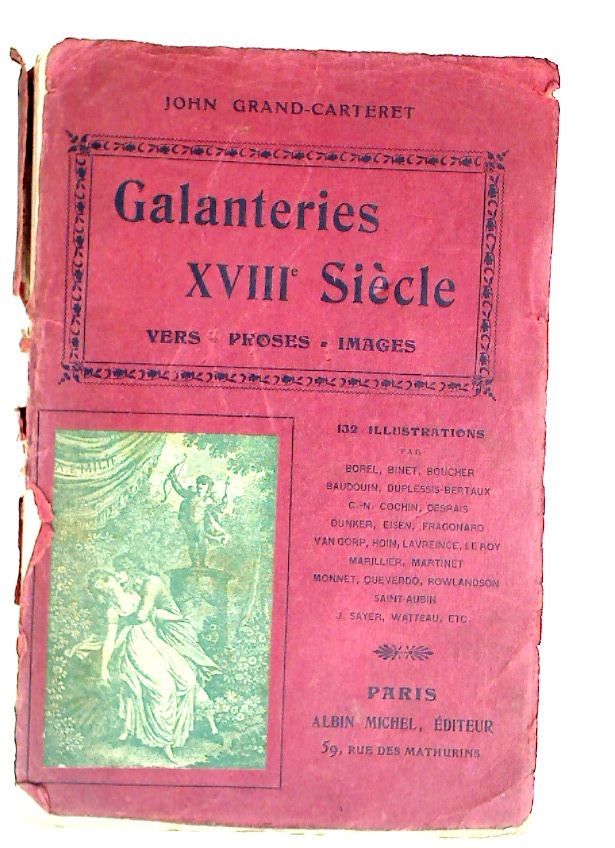 JOHN GRAND-CARTERET
Galanteries
XVIIIe Siècle
VERS - PROSES - IMAGES
132 ILLUSTRATIONS
PAR
BOREL, BINET, BOUCHER
BAUDOUIN, DUPLESSIS-BERTAUX
C.-N. COCHIN, DESRAIS
DUNKER, EISEN, FRAGONARD
VAN GORP, HOIN, LAVREINCE, LE ROY
MARILLIER, MARTINET
MONNET, QUEVERDO, ROWLANDSON
SAINT-AUBIN
J. SAYER, WATTEAU, ETC.
PARIS
ALBIN MICHEL, ÉDITEUR
59, RUE DES MATHURINS